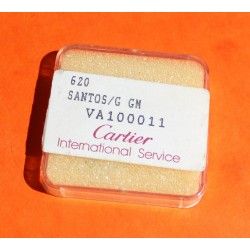 620
SANTOS/G GM
VA100011
Cartier
International Service